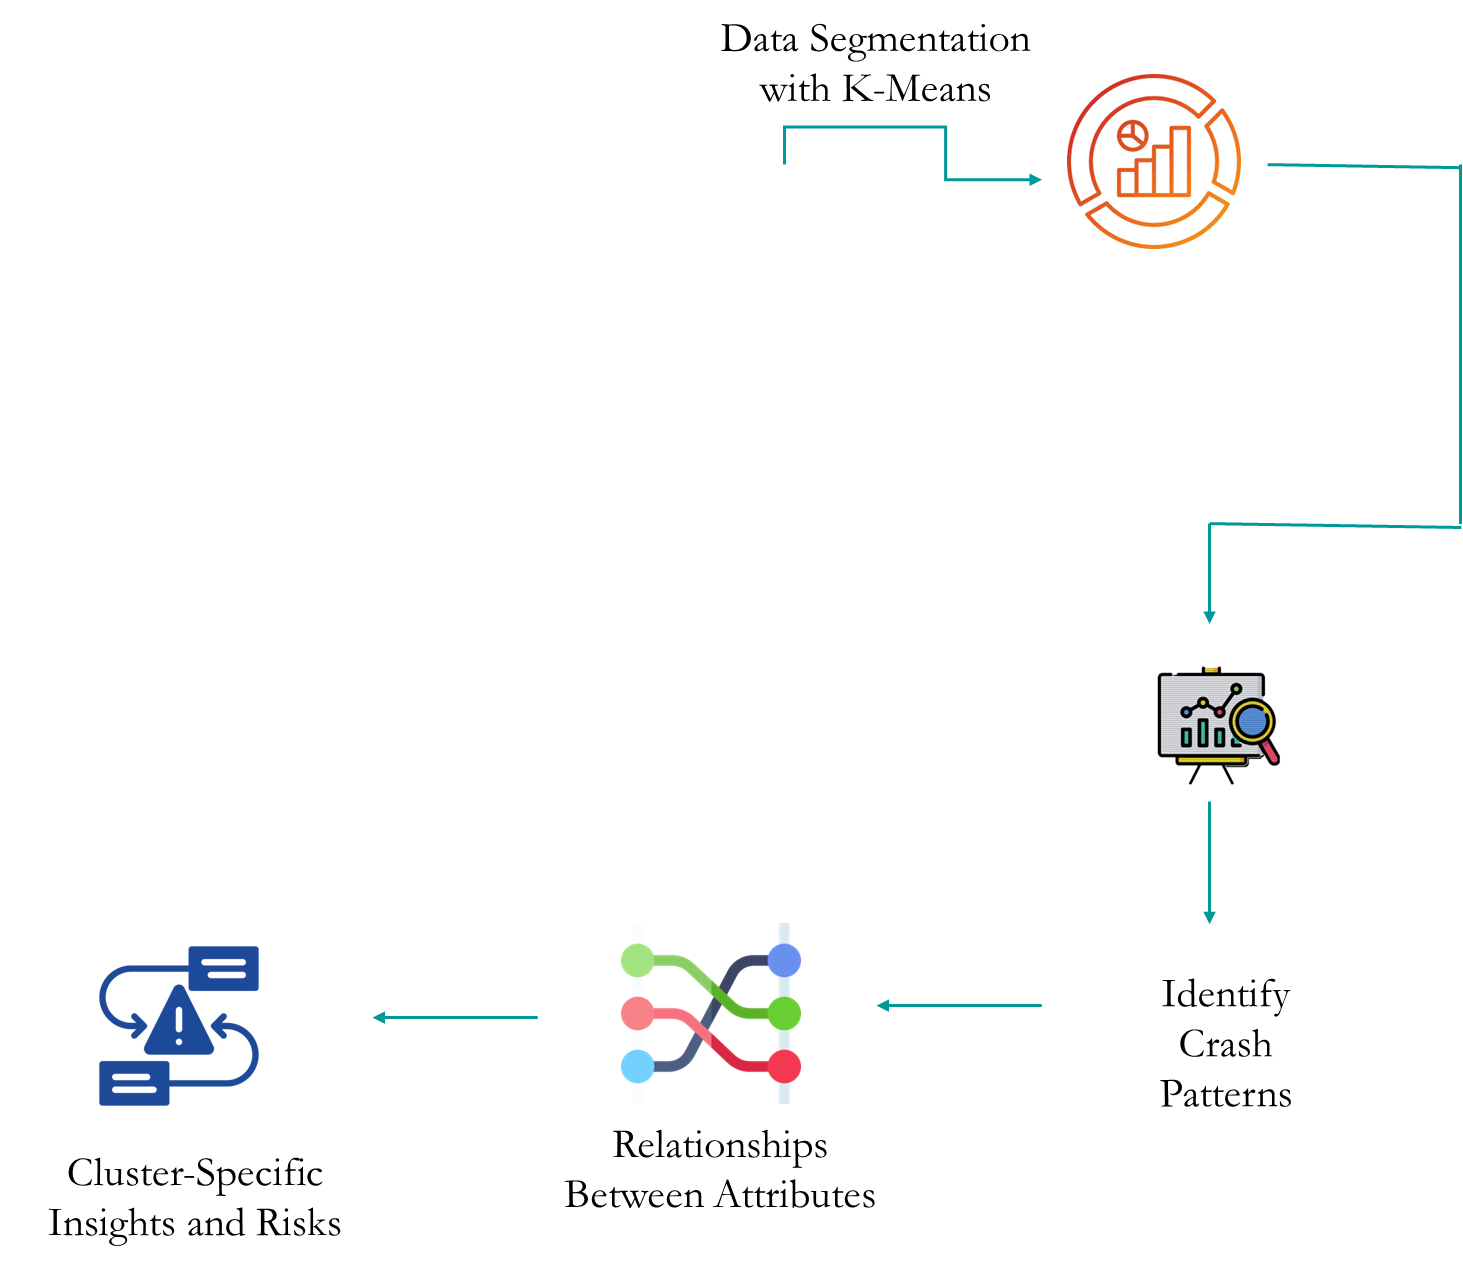 Data Segmentation
with K-Means
Identify
Crash
Patterns
Relationships
Between Attributes
Cluster-Specific
Insights and Risks